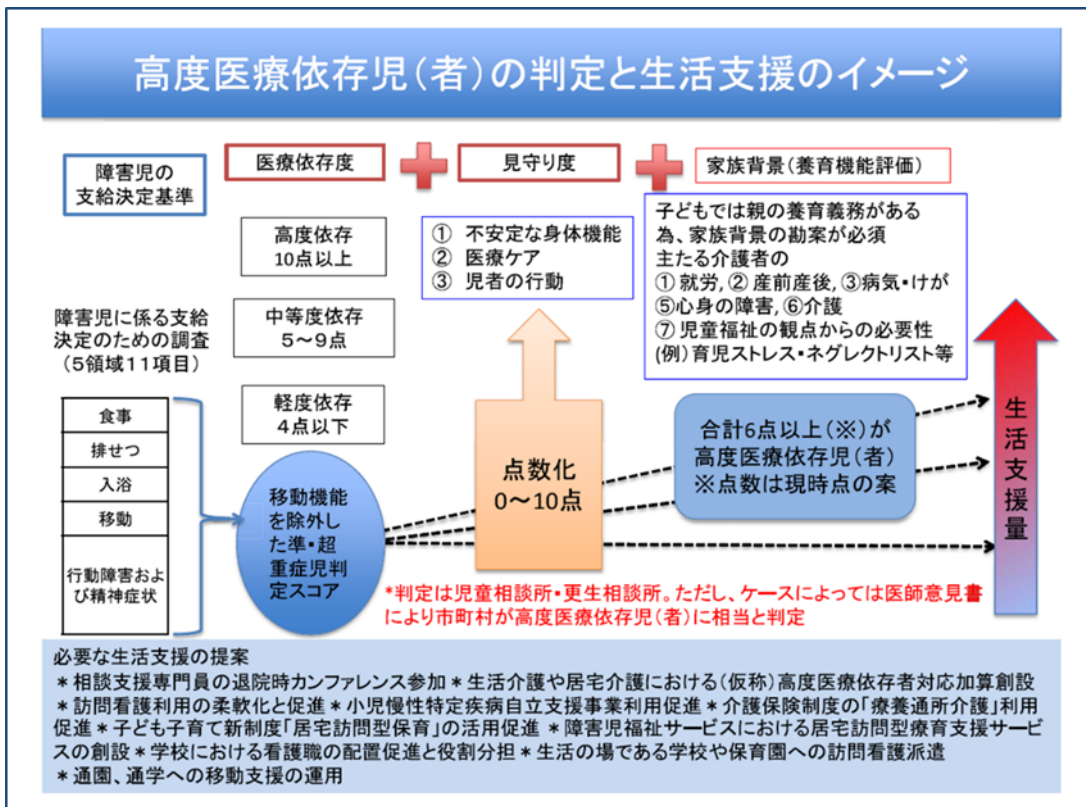 高度医療依存児(者)の判定と生活支援のイメージ
障害児の
支給決定基準
医療依存度
見守り度
家族背景(養育機能評価)
高度依存
10点以上
中等度依存
5~9点
軽度依存
4点以下
① 不安定な身体機能
② 医療ケア
③ 児者の行動
子どもでは親の養育義務がある
為、家族背景の勘案が必須
主たる介護者の
①就労,② 産前産後,③病気・けが
⑤心身の障害,⑥介護
⑦ 児童福祉の観点からの必要性
(例)育児ストレス・ネグレクトリスト等
障害児に係る支給
決定のための調査
(5領域11項目)
食事
排せつ
入浴
移動
行動障害およ
び精神症状
移動機能
を除外し
た準・超
重症児判
定スコア
点数化
0~10点
合計6点以上(※)が
高度医療依存児(者)
※点数は現時点の案
生活支援量
*判定は児童相談所・更生相談所。ただし、ケースによっては医師意見書
により市町村が高度医療依存児(者)に相当と判定
必要な生活支援の提案
*相談支援専門員の退院時カンファレンス参加*生活介護や居宅介護における(仮称)高度医療依存者対応加算創設
*訪問看護利用の柔軟化と促進*小児慢性特定疾病自立支援事業利用促進*介護保険制度の「療養通所介護」利用
促進*子ども子育て新制度「居宅訪問型保育」の活用促進*障害児福祉サービスにおける居宅訪問型療育支援サービ
スの創設*学校における看護職の配置促進と役割分担*生活の場である学校や保育園への訪問看護派遣
*通園、通学への移動支援の運用